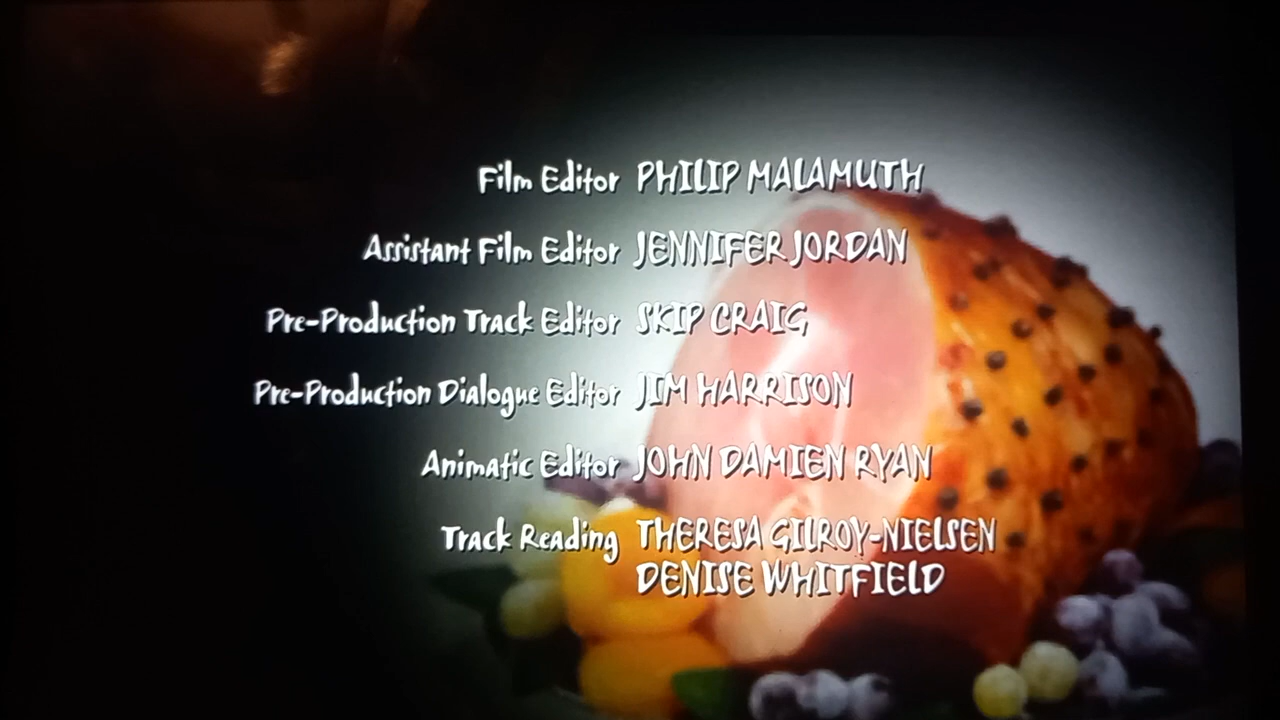 Film Editor PHILIP MALAMUTH
Assistant Film Editor JENNIFER JORDAN
Pre-Production Track Editor SKIP CRAIG
Pre-Production Dialogue Editor JIM HARRISON
Animatic Editor JOHN DAMIEN RYAN
Track Reading THERESA GILROY-NIELSEN
DENISE WHITFIELD